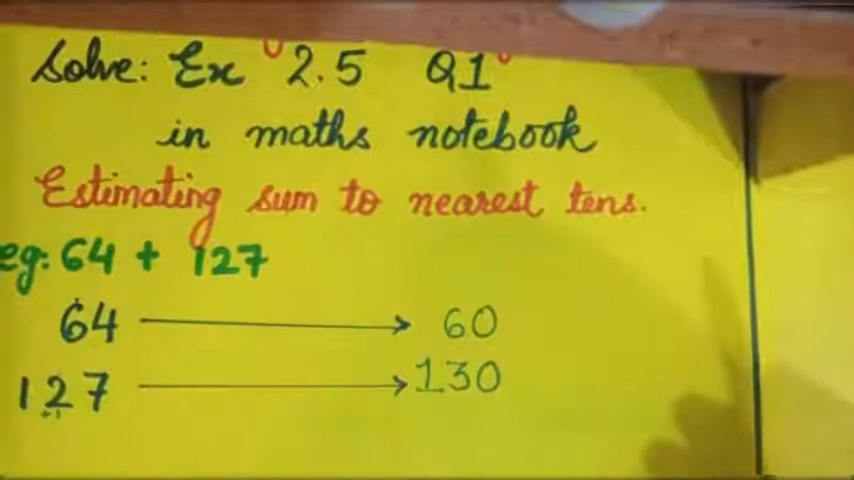 Solve: Ex 2.5 Q1
in maths notebook
Estimating sum to nearest tens.
eg: 64 + 127
64 → 60
127 → 130